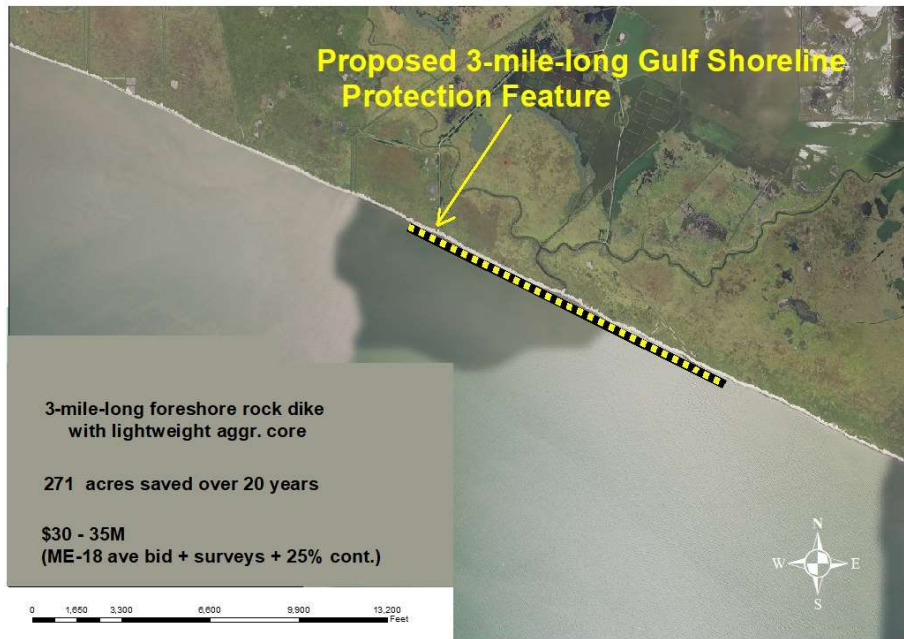 Proposed 3-mile-long Gulf Shoreline
Protection Feature
3-mile-long foreshore rock dike
with lightweight aggr. core
271 acres saved over 20 years
$30 - 35M
(ME-18 ave bid + surveys + 25% cont.)
N
W E
S
0 1,650 3,300 6,600 9,900 13,200
Feet